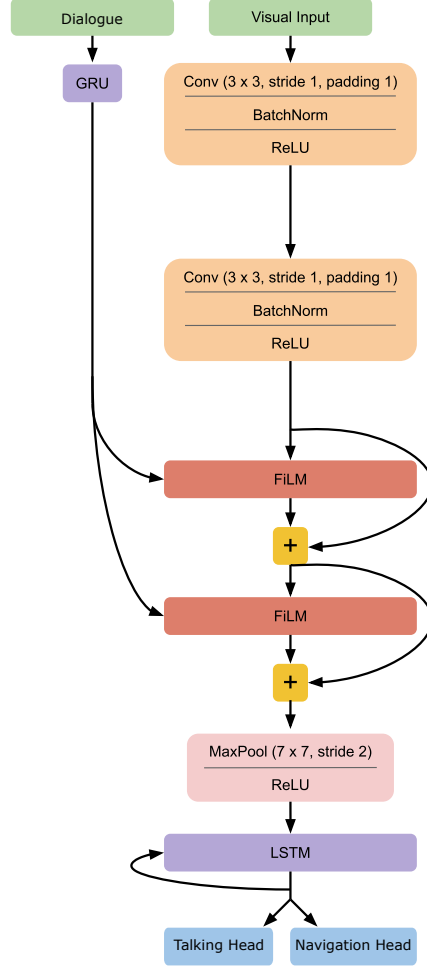 Dialogue
Visual Input
GRU
Conv (3 x 3, stride 1, padding 1)
BatchNorm
ReLU
Conv (3 x 3, stride 1, padding 1)
BatchNorm
ReLU
FiLM
+
FiLM
+
MaxPool (7 x 7, stride 2)
ReLU
LSTM
Talking Head
Navigation Head